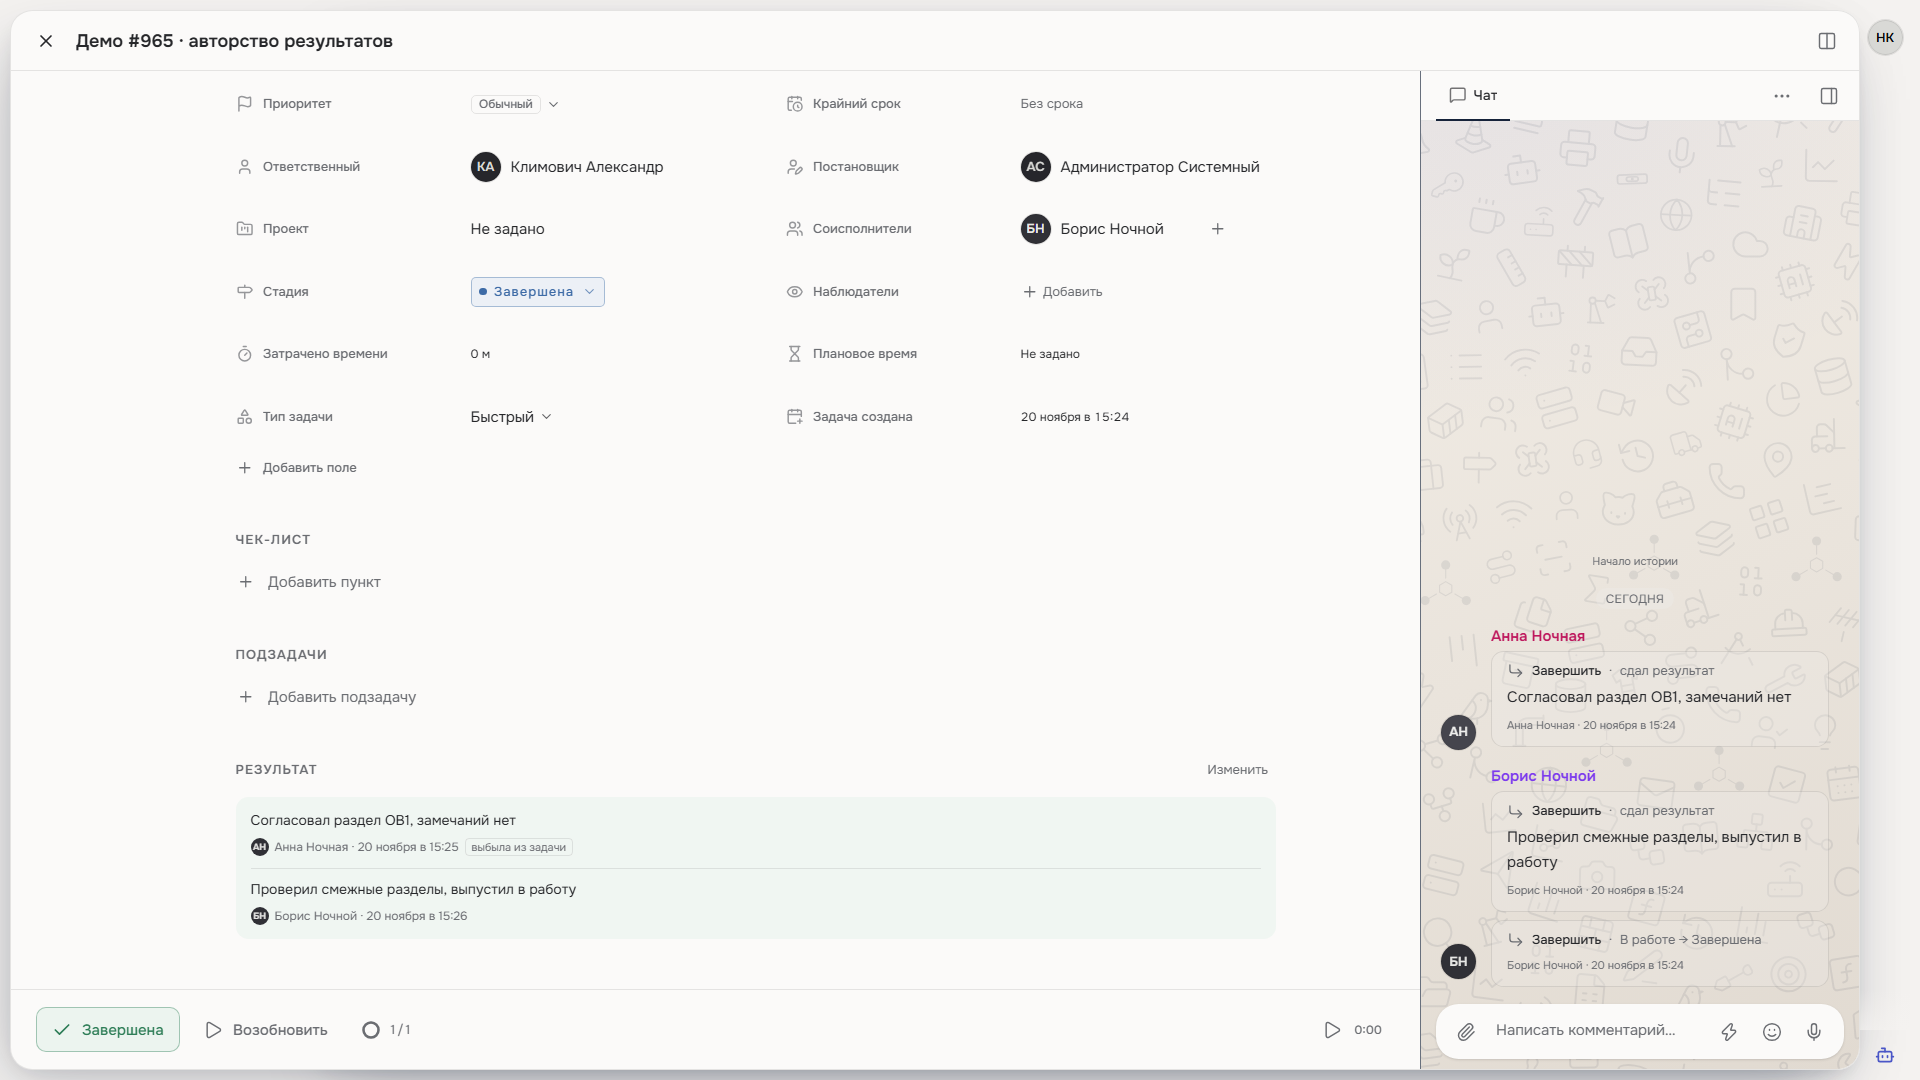 Демо #965 · авторство результатов
НК
Приоритет
Обычный
Крайний срок
Без срока
Ответственный
КА
Климович Александр
Постановщик
АС
Администратор Системный
Проект
Не задано
Соисполнители
БН
Борис Ночной
Стадия
Завершена
Наблюдатели
Добавить
Затрачено времени
0 м
Плановое время
Не задано
Тип задачи
Быстрый
Задача создана
20 ноября в 15:24
Добавить поле
ЧЕК-ЛИСТ
Добавить пункт
ПОДЗАДАЧИ
Добавить подзадачу
РЕЗУЛЬТАТ
Изменить
Согласовал раздел ОВ1, замечаний нет
АН
Анна Ночная · 20 ноября в 15:25
выбыла из задачи
Проверил смежные разделы, выпустил в работу
БН
Борис Ночной · 20 ноября в 15:26
Завершена
Возобновить
1/1
0:00
Чат
Начало истории
СЕГОДНЯ
Анна Ночная
Завершить · сдал результат
Согласовал раздел ОВ1, замечаний нет
Анна Ночная · 20 ноября в 15:24
АН
Борис Ночной
Завершить · сдал результат
Проверил смежные разделы, выпустил в
работу
Борис Ночной · 20 ноября в 15:24
Завершить · В работе → Завершена
Борис Ночной · 20 ноября в 15:24
БН
Написать комментарий...